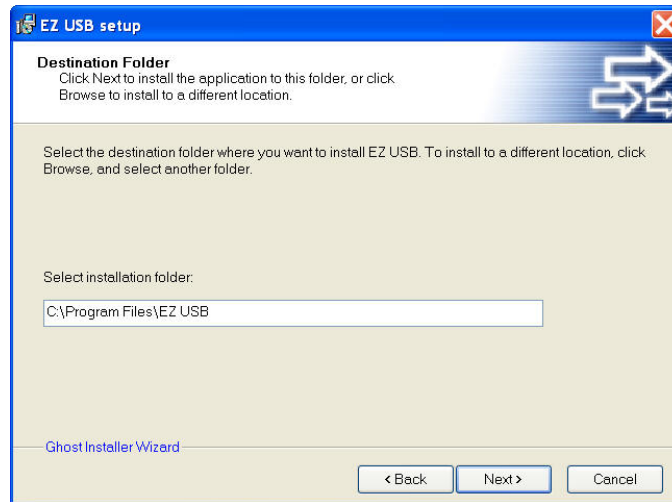 EZ USB setup
Destination Folder
Click Next to install the application to this folder, or click
Browse to install to a different location.
Select the destination folder where you want to install EZ USB. To install to a different location, click
Browse, and select another folder.
Select installation folder:
C:\Program Files\EZ USB
Ghost Installer Wizard
< Back
Next >
Cancel